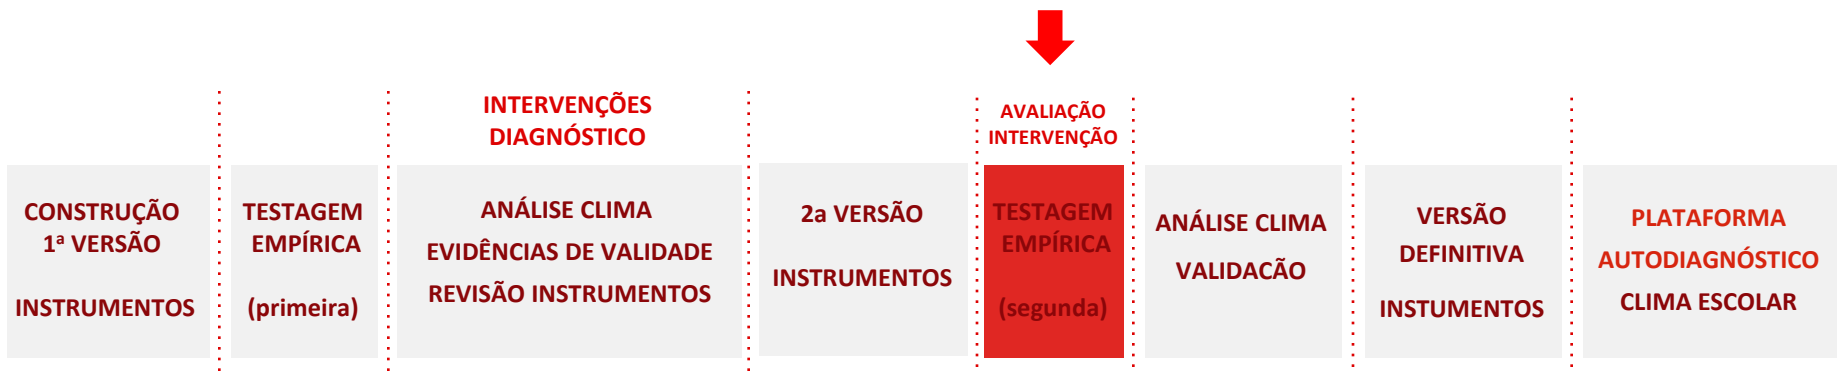 CONSTRUÇÃO
1ª VERSÃO
INSTRUMENTOS
TESTAGEM
EMPÍRICA
(primeira)
INTERVENÇÕES
DIAGNÓSTICO
ANÁLISE CLIMA
EVIDÊNCIAS DE VALIDADE
REVISÃO INSTRUMENTOS
2a VERSÃO
INSTRUMENTOS
AVALIAÇÃO
INTERVENÇÃO
TESTAGEM
EMPÍRICA
(segunda)
ANÁLISE CLIMA
VALIDACÃO
VERSÃO
DEFINITIVA
INSTUMENTOS
PLATAFORMA
AUTODIAGNÓSTICO
CLIMA ESCOLAR